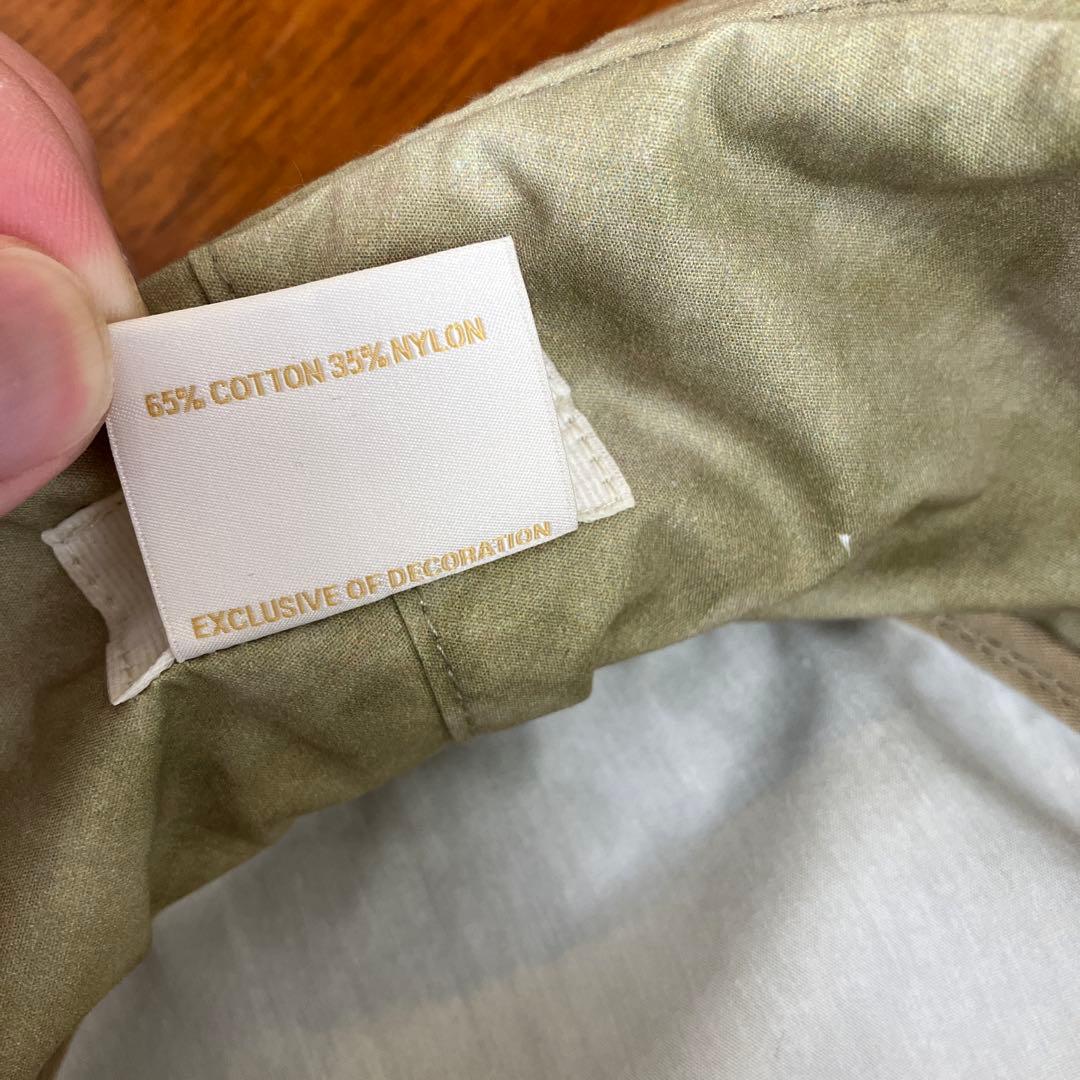 65% COTTON 35% NYLON
EXCLUSIVE OF DECORATION